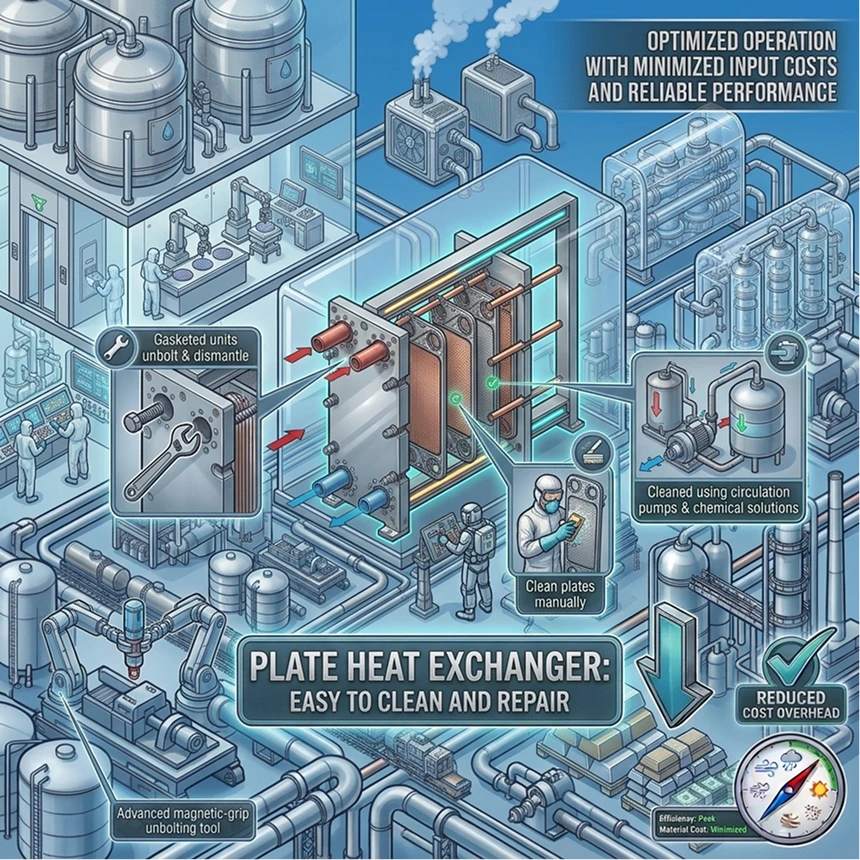 OPTIMIZED OPERATION
WITH MINIMIZED INPUT COSTS
AND RELIABLE PERFORMANCE
Gasketed units
unbolt & dismantle
Cleaned using circulation
pumps & chemical solutions
Clean plates
manually
PLATE HEAT EXCHANGER:
EASY TO CLEAN AND REPAIR
REDUCED
COST OVERHEAD
Advanced magnetic-grip
unbolting tool
Effilenay: Peek
Material Cost: Minimized